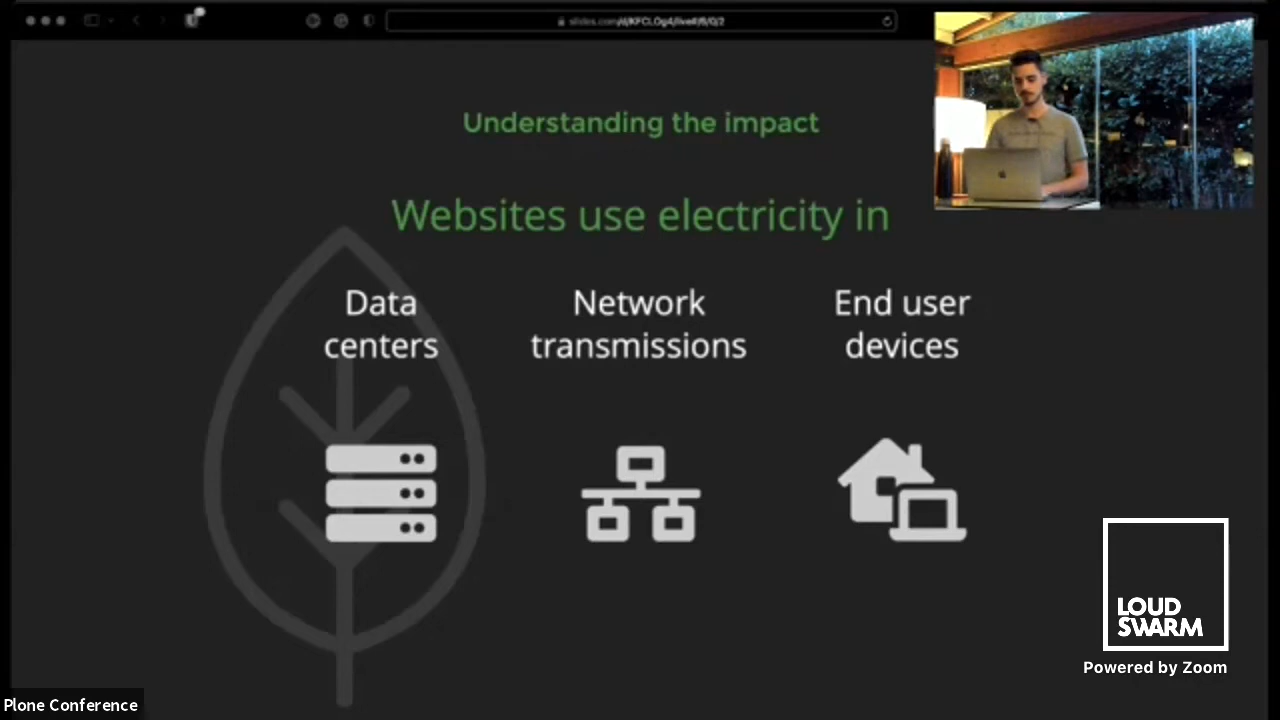 Understanding the impact
Websites use electricity in
Data
centers
Network
transmissions
End user
devices
LOUD
SWARM
Powered by Zoom
Plone Conference